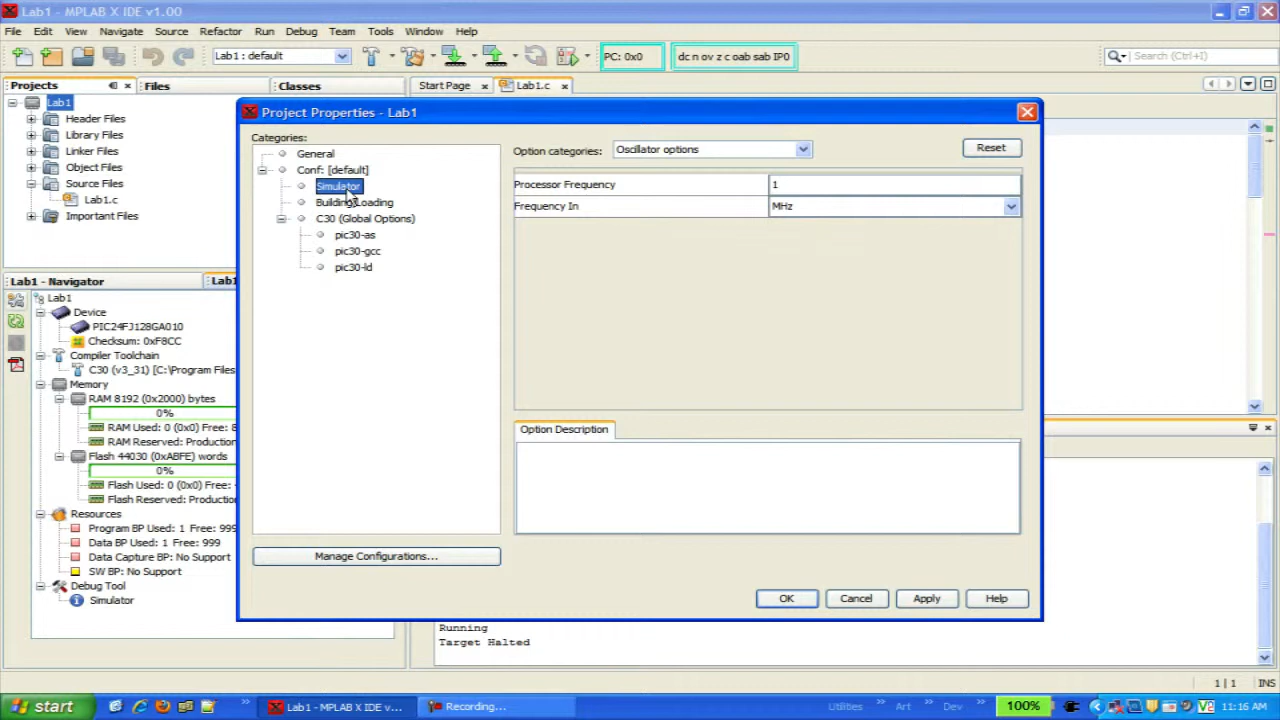 Lab1 - MPLAB X IDE v1.00
File Edit View Navigate Source Refactor Run Debug Team Tools Window Help
Lab1 : default
PC: 0x0
dc n ov z c oab sab IP0
Search (Ctrl+I)
Projects
Files
Classes
Start Page
Lab1.c
Lab1
Header Files
Library Files
Linker Files
Object Files
Source Files
Lab1.c
Important Files
Project Properties - Lab1
Categories:
General
Conf: [default]
Simulator
Building Loading
C30 (Global Options)
pic30-as
pic30-gcc
pic30-ld
Manage Configurations...
Option categories: Oscillator options
Reset
Processor Frequency 1
Frequency In MHz
Option Description
OK Cancel Apply Help
Lab1 - Navigator
Lab1
Lab1
Device
PIC24FJ128GA010
Checksum: 0xF8CC
Compiler Toolchain
C30 (v3_31) [C:\Program Files
Memory
RAM 8192 (0x2000) bytes
0%
RAM Used: 0 (0x0) Free: 8
RAM Reserved: Production
Flash 44030 (0xABFE) words
0%
Flash Used: 0 (0x0) Free:
Flash Reserved: Production
Resources
Program BP Used: 1 Free: 999
Data BP Used: 1 Free: 999
Data Capture BP: No Support
SW BP: No Support
Debug Tool
Simulator
Running
Target Halted
1 | 1 INS
start
Lab1 - MPLAB X IDE v...
Recording...
Utilities
Art
Dev
100%
11:16 AM